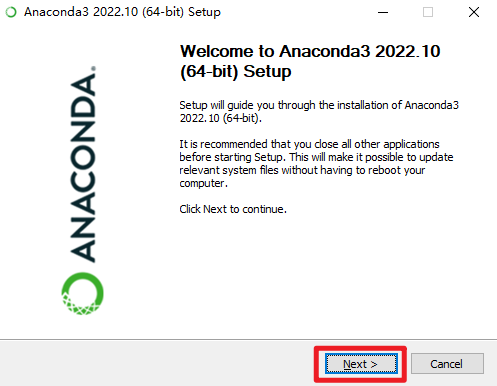 Anaconda3 2022.10 (64-bit) Setup
Welcome to Anaconda3 2022.10
(64-bit) Setup
Setup will guide you through the installation of Anaconda3
2022.10 (64-bit).
It is recommended that you close all other applications
before starting Setup. This will make it possible to update
relevant system files without having to reboot your
computer.
Click Next to continue.
ANACONDA.
Next >
Cancel